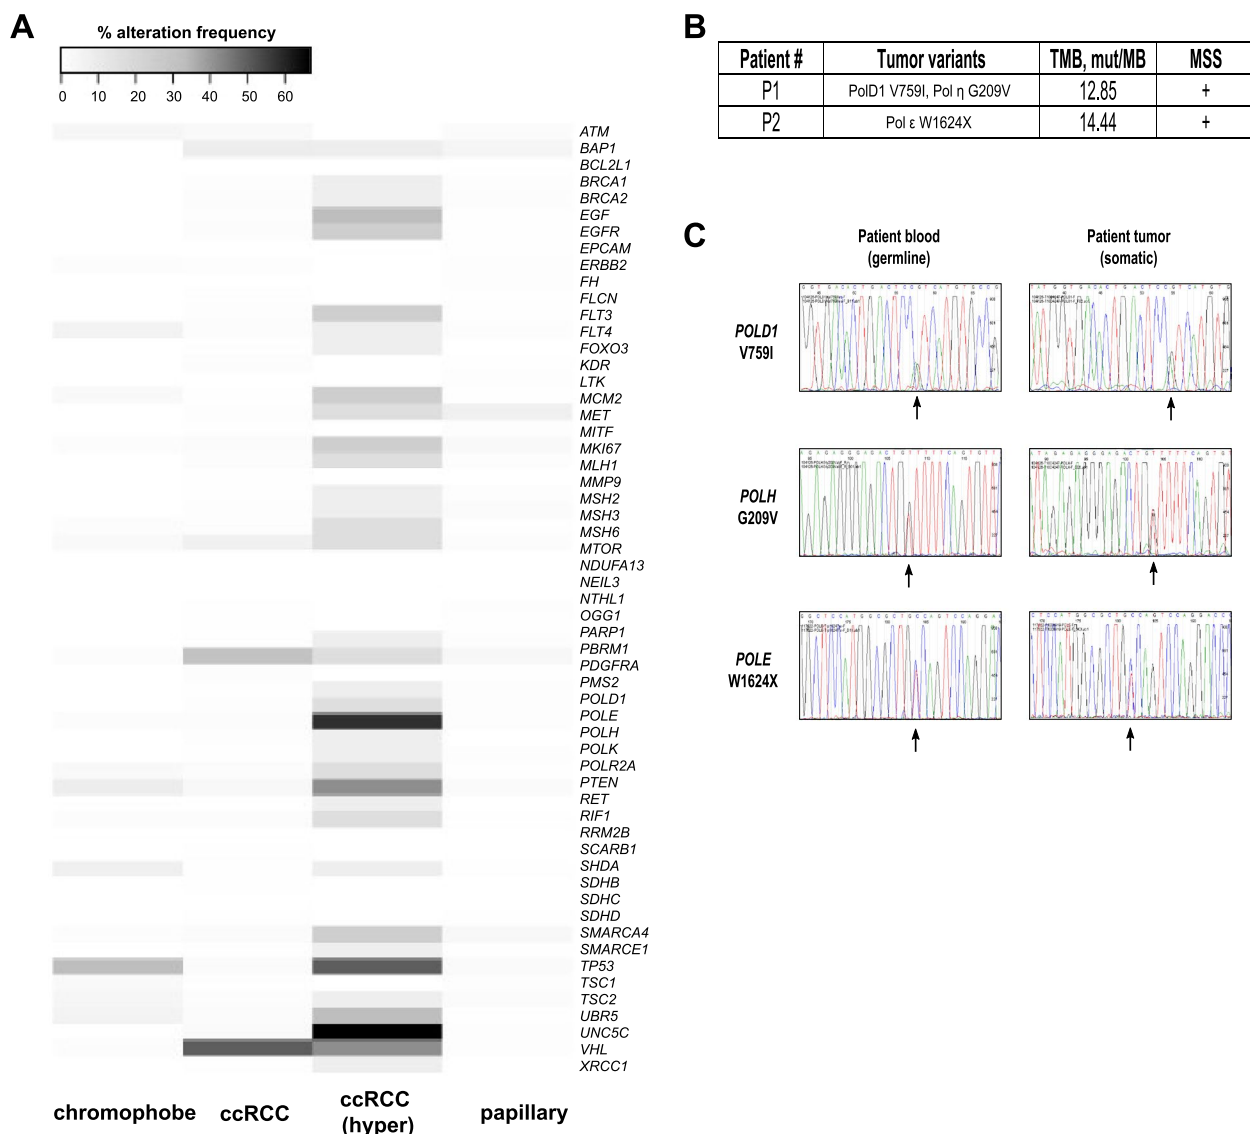 A
% alteration frequency
0 10 20 30 40 50 60
ATM
BAP1
BCL2L1
BRCA1
BRCA2
EGF
EGFR
EPCAM
ERBB2
FH
FLCN
FLT3
FLT4
FOXO3
KDR
LTK
MCM2
MET
MITF
MKI67
MLH1
MMP9
MSH2
MSH3
MSH6
MTOR
NDUFA13
NEIL3
NTHL1
OGG1
PARP1
PBRM1
PDGFRA
PMS2
POLD1
POLE
POLH
POLK
POLR2A
PTEN
RET
RIF1
RRM2B
SCARB1
SHDA
SDHB
SDHC
SDHD
SMARCA4
SMARCE1
TP53
TSC1
TSC2
UBR5
UNC5C
VHL
XRCC1
chromophobe ccRCC ccRCC (hyper) papillary
B
Patient # Tumor variants TMB, mut/MB MSS
P1 PolD1 V759I, Pol η G209V 12.85 +
P2 Pol ε W1624X 14.44 +
C
Patient blood (germline)
Patient tumor (somatic)
POLD1
V759I
POLH
G209V
POLE
W1624X